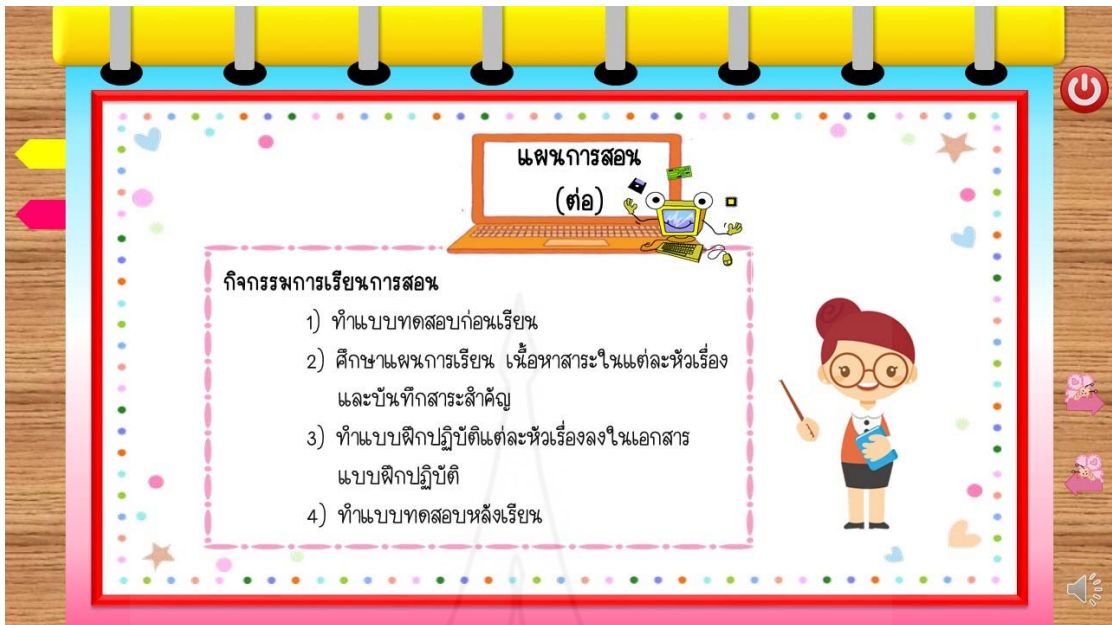 แผนการสอน
(ต่อ)
กิจกรรมการเรียนการสอน
1) ทำแบบทดสอบก่อนเรียน
2) ศึกษาแผนการเรียน เนื้อหาสาระในแต่ละหัวเรื่อง
และบันทึกสาระสำคัญ
3) ทำแบบฝึกปฏิบัติแต่ละหัวเรื่องลงในเอกสาร
แบบฝึกปฏิบัติ
4) ทำแบบทดสอบหลังเรียน